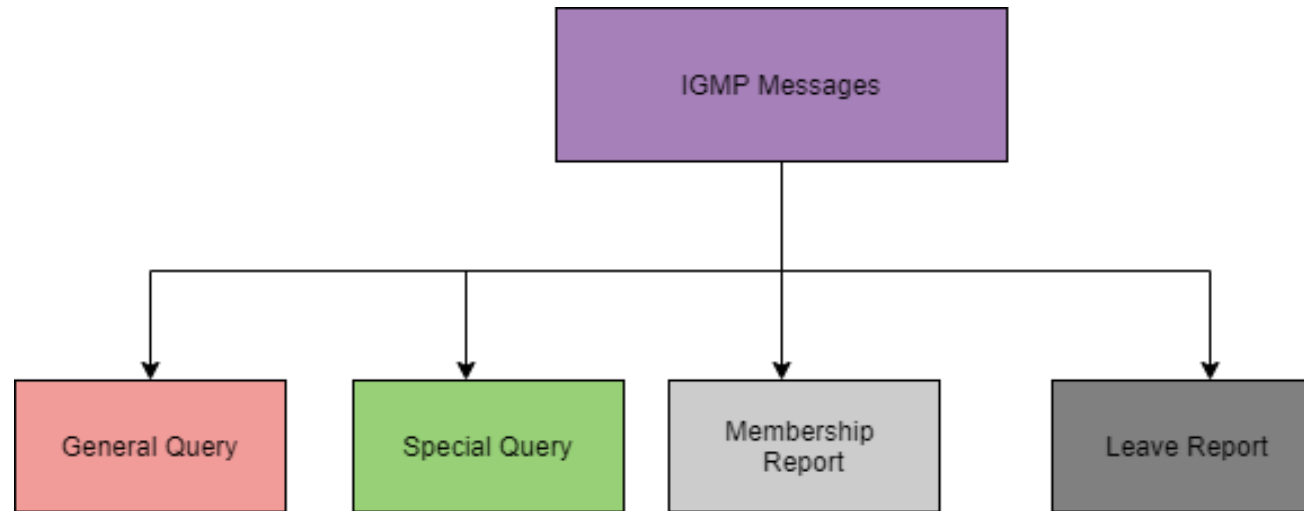 IGMP Messages
General Query
Special Query
Membership
Report
Leave Report